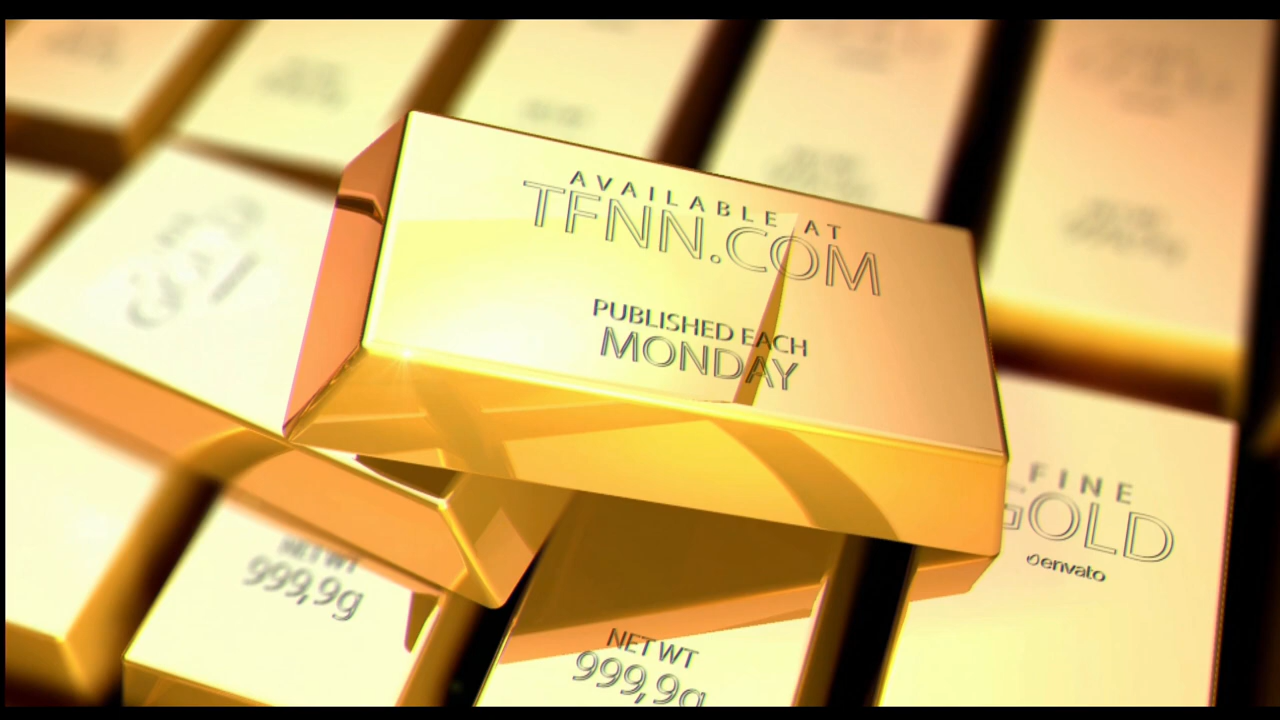 AVAILABLE AT
TFNN.COM
PUBLISHED EACH
MONDAY
FINE
GOLD
envato
NET WT
999,9g
NET WT
999,9g